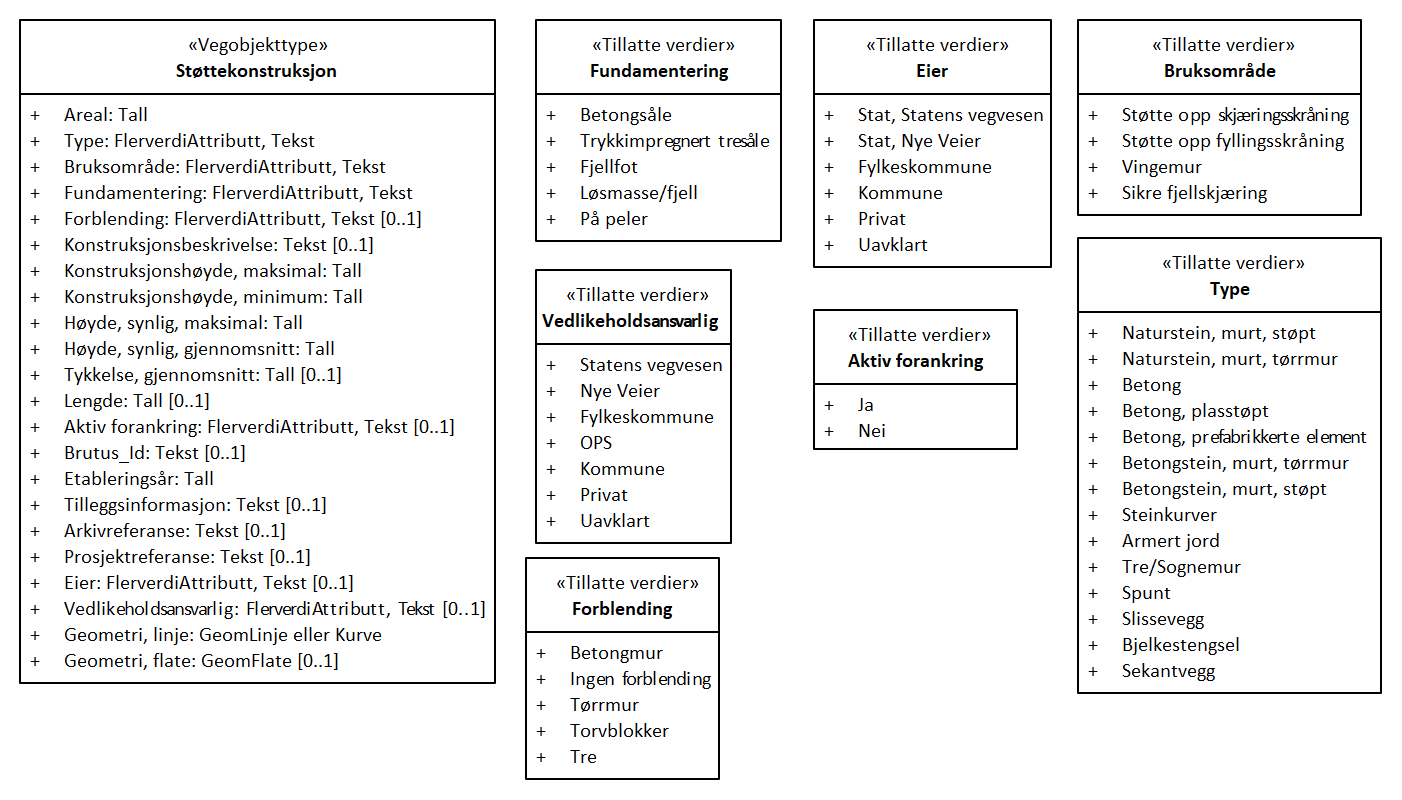 «Vegobjekttype»
Støttekonstruksjon
+ Areal: Tall
+ Type: FlerverdiAttributt, Tekst
+ Bruksområde: FlerverdiAttributt, Tekst
+ Fundamentering: FlerverdiAttributt, Tekst
+ Forblending: FlerverdiAttributt, Tekst [0..1]
+ Konstruksjonsbeskrivelse: Tekst [0..1]
+ Konstruksjonshøyde, maksimal: Tall
+ Konstruksjonshøyde, minimum: Tall
+ Høyde, synlig, maksimal: Tall
+ Høyde, synlig, gjennomsnitt: Tall
+ Tykkelse, gjennomsnitt: Tall [0..1]
+ Lengde: Tall [0..1]
+ Aktiv forankring: FlerverdiAttributt, Tekst [0..1]
+ Brutus_Id: Tekst [0..1]
+ Etableringsår: Tall
+ Tilleggsinformasjon: Tekst [0..1]
+ Arkivreferanse: Tekst [0..1]
+ Prosjektreferanse: Tekst [0..1]
+ Eier: FlerverdiAttributt, Tekst [0..1]
+ Vedlikeholdsansvarlig: FlerverdiAttributt, Tekst [0..1]
+ Geometri, linje: GeomLinje eller Kurve
+ Geometri, flate: GeomFlate [0..1]
«Tillatte verdier»
Fundamentering
+ Betongsåle
+ Trykkimpregnert tresåle
+ Fjellfot
+ Løsmasse/fjell
+ På peler
«Tillatte verdier»
Vedlikeholdsansvarlig
+ Statens vegvesen
+ Nye Veier
+ Fylkeskommune
+ OPS
+ Kommune
+ Privat
+ Uavklart
«Tillatte verdier»
Forblending
+ Betongmur
+ Ingen forblending
+ Tørrmur
+ Torvblokker
+ Tre
«Tillatte verdier»
Eier
+ Stat, Statens vegvesen
+ Stat, Nye Veier
+ Fylkeskommune
+ Kommune
+ Privat
+ Uavklart
«Tillatte verdier»
Aktiv forankring
+ Ja
+ Nei
«Tillatte verdier»
Bruksområde
+ Støtte opp skjæringsskråning
+ Støtte opp fyllingsskråning
+ Vingemur
+ Sikre fjellskjæring
«Tillatte verdier»
Type
+ Naturstein, murt, støpt
+ Naturstein, murt, tørrmur
+ Betong
+ Betong, plasstøpt
+ Betong, prefabrikkerte element
+ Betongstein, murt, tørrmur
+ Betongstein, murt, støpt
+ Steinkurver
+ Armert jord
+ Tre/Sognemur
+ Spunt
+ Slissevegg
+ Bjelkestengsel
+ Sekantvegg